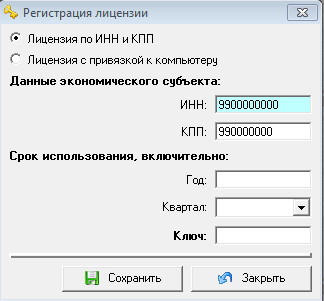 Регистрация лицензии
Лицензия по ИНН и КПП
Лицензия с привязкой к компьютеру
Данные экономического субъекта:
ИНН: 9900000000
КПП: 990000000
Срок использования, включительно:
Год:
Квартал:
Ключ:
Сохранить Закрыть